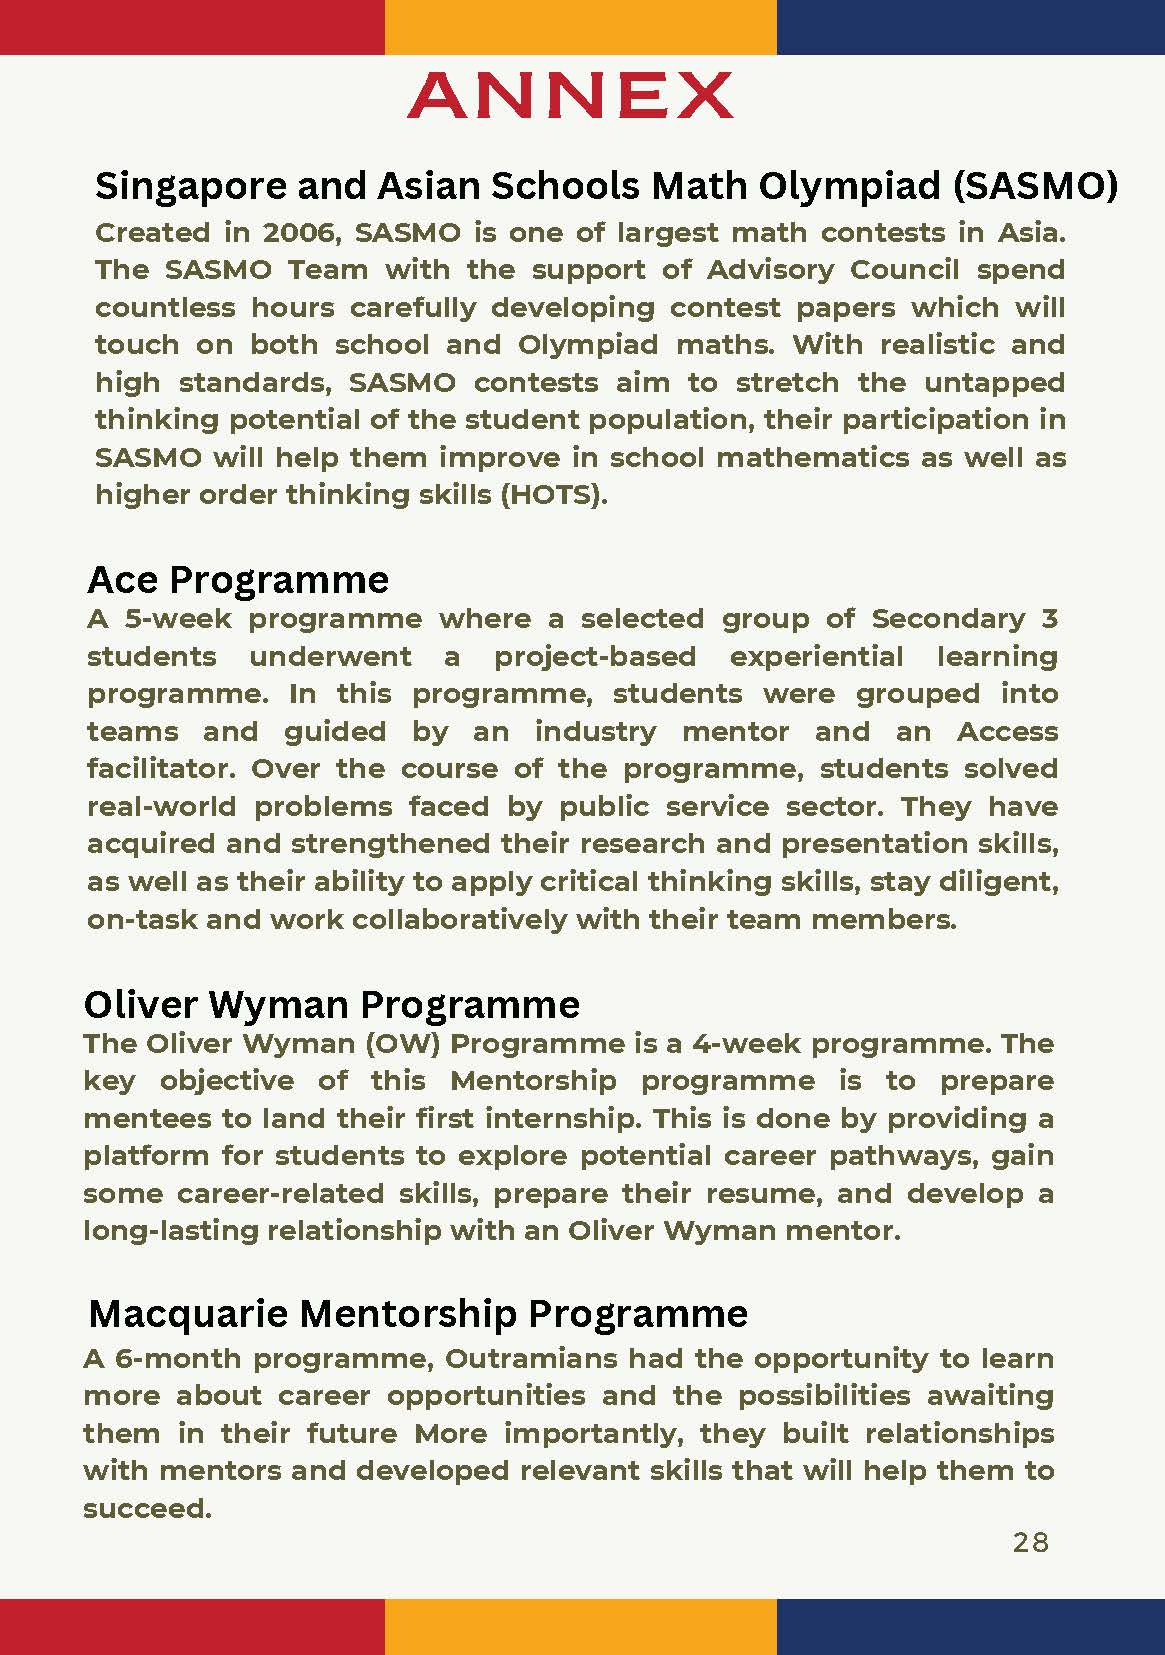 ANNEX
Singapore and Asian Schools Math Olympiad (SASMO)
Created in 2006, SASMO is one of largest math contests in Asia.
The SASMO Team with the support of Advisory Council spend
countless hours carefully developing contest papers which will
touch on both school and Olympiad maths. With realistic and
high standards, SASMO contests aim to stretch the untapped
thinking potential of the student population, their participation in
SASMO will help them improve in school mathematics as well as
higher order thinking skills (HOTS).
Ace Programme
A 5-week programme where a selected group of Secondary 3
students underwent a project-based experiential learning
programme. In this programme, students were grouped into
teams and guided by an industry mentor and an Access
facilitator. Over the course of the programme, students solved
real-world problems faced by public service sector. They have
acquired and strengthened their research and presentation skills,
as well as their ability to apply critical thinking skills, stay diligent,
on-task and work collaboratively with their team members.
Oliver Wyman Programme
The Oliver Wyman (OW) Programme is a 4-week programme. The
key objective of this Mentorship programme is to prepare
mentees to land their first internship. This is done by providing a
platform for students to explore potential career pathways, gain
some career-related skills, prepare their resume, and develop a
long-lasting relationship with an Oliver Wyman mentor.
Macquarie Mentorship Programme
A 6-month programme, Outramians had the opportunity to learn
more about career opportunities and the possibilities awaiting
them in their future More importantly, they built relationships
with mentors and developed relevant skills that will help them to
succeed.
28